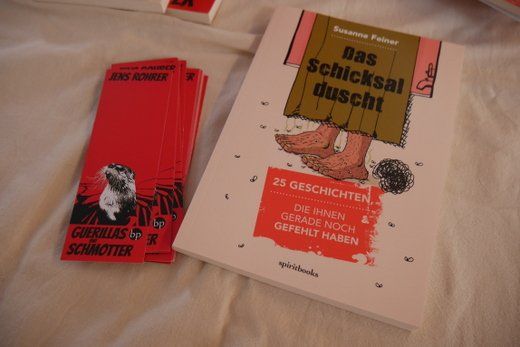 JENS ROHRER
GUERILLAS
IM
SCHMOTTER
bp
Susanne Feiner
Das
Schicksal
duscht
25 GESCHICHTEN
DIE IHNEN
GERADE NOCH
GEFEHLT HABEN
spiritbooks